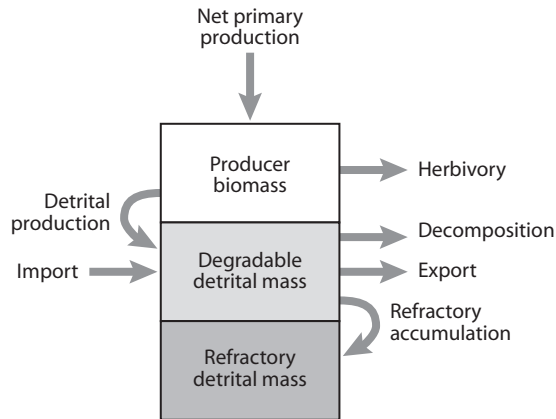 Net primary
production
Producer
biomass
Herbivory
Detrital
production
Decomposition
Import
Degradable
detrital mass
Export
Refractory
accumulation
Refractory
detrital mass